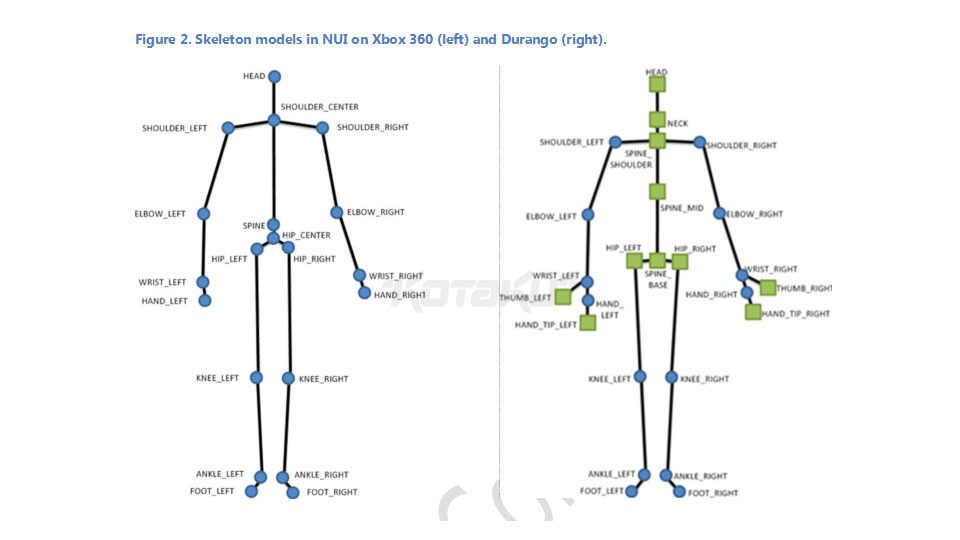 Figure 2. Skeleton models in NUI on Xbox 360 (left) and Durango (right).
HEAD
SHOULDER_CENTER
SHOULDER_LEFT
SHOULDER_RIGHT
ELBOW_LEFT
ELBOW_RIGHT
SPINE
HIP_CENTER
HIP_LEFT
HIP_RIGHT
WRIST_LEFT
WRIST_RIGHT
HAND_LEFT
HAND_RIGHT
KNEE_LEFT
KNEE_RIGHT
ANKLE_LEFT
ANKLE_RIGHT
FOOT_LEFT
FOOT_RIGHT
HEAD
NECK
SHOULDER_LEFT
SHOULDER_RIGHT
SPINE_
SHOULDER
SPINE_MID
ELBOW_LEFT
ELBOW_RIGHT
HIP_LEFT
HIP_RIGHT
SPINE_
BASE
WRIST_LEFT
WRIST_RIGHT
THUMB_LEFT
THUMB_RIGHT
HAND_
LEFT
HAND_RIGHT
HAND_TIP_LEFT
HAND_TIP_RIGHT
KNEE_LEFT
KNEE_RIGHT
ANKLE_LEFT
ANKLE_RIGHT
FOOT_LEFT
FOOT_RIGHT
KOTAKU